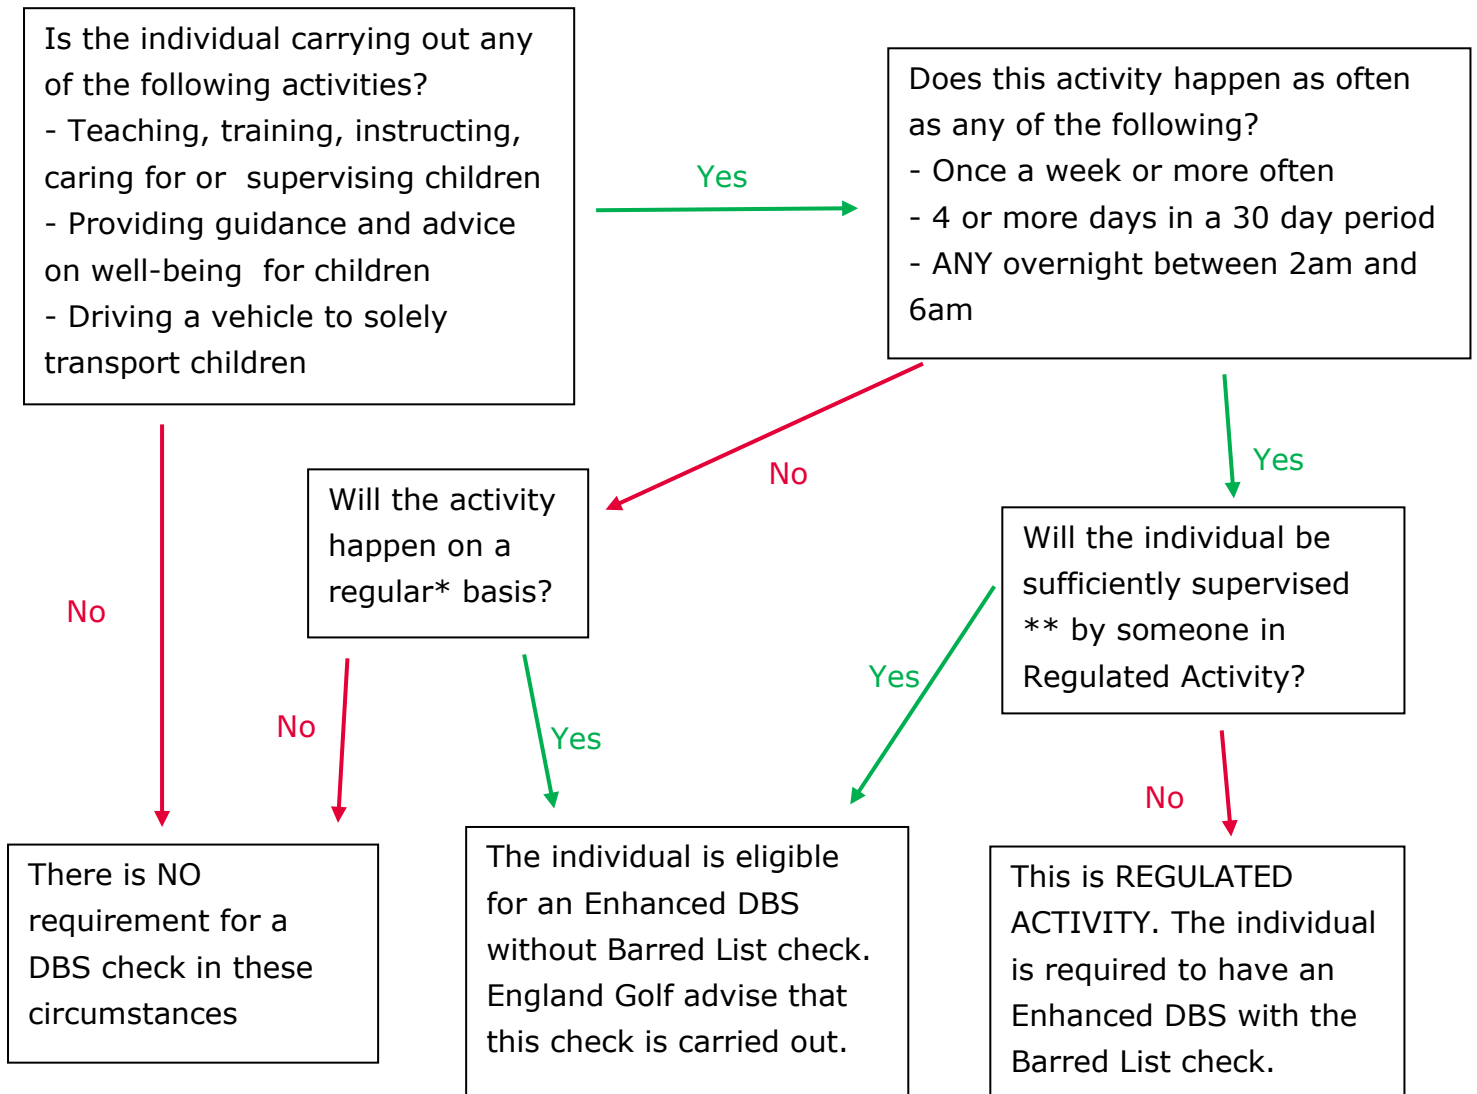 Is the individual carrying out any
of the following activities?
- Teaching, training, instructing,
caring for or  supervising children
- Providing guidance and advice
on well-being  for children
- Driving a vehicle to solely
transport children
Yes
Does this activity happen as often
as any of the following?
- Once a week or more often
- 4 or more days in a 30 day period
- ANY overnight between 2am and
6am
No
No
Yes
Will the activity
happen on a
regular* basis?
Will the individual be
sufficiently supervised
** by someone in
Regulated Activity?
No
Yes
Yes
No
There is NO
requirement for a
DBS check in these
circumstances
The individual is eligible
for an Enhanced DBS
without Barred List check.
England Golf advise that
this check is carried out.
This is REGULATED
ACTIVITY. The individual
is required to have an
Enhanced DBS with the
Barred List check.